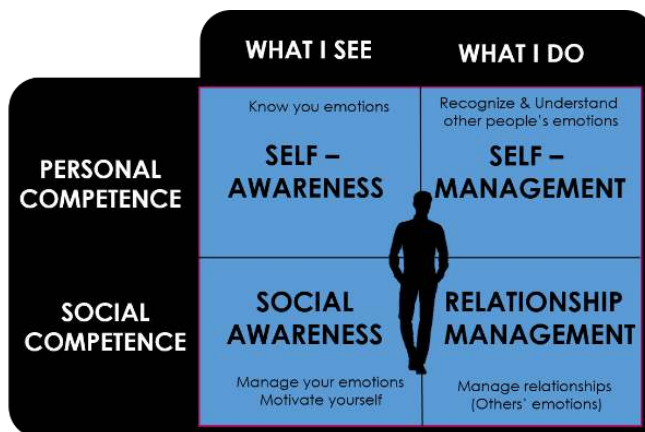 WHAT I SEE
WHAT I DO
Know you emotions
Recognize & Understand
other people's emotions
PERSONAL
COMPETENCE
SELF –
AWARENESS
SELF –
MANAGEMENT
SOCIAL
COMPETENCE
SOCIAL
AWARENESS
RELATIONSHIP
MANAGEMENT
Manage your emotions
Motivate yourself
Manage relationships
(Others' emotions)